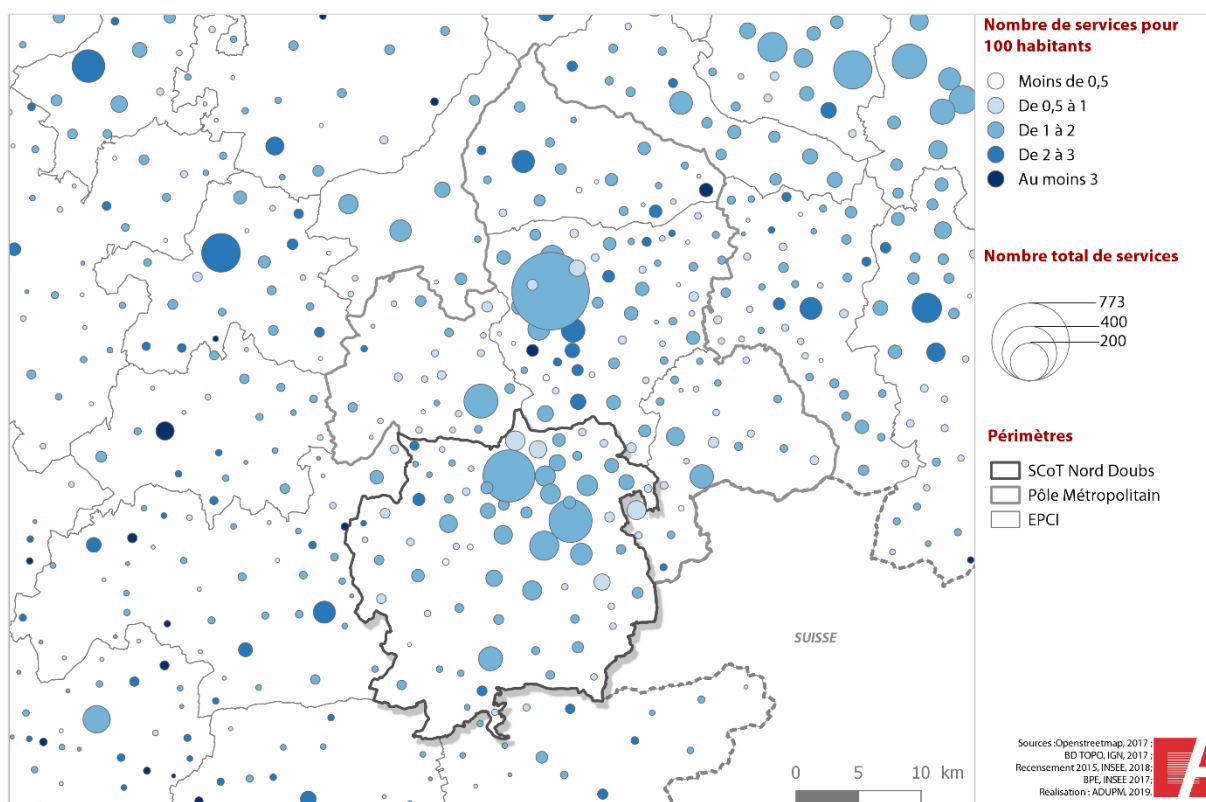 Nombre de services pour
100 habitants
Moins de 0,5
De 0,5 à 1
De 1 à 2
De 2 à 3
Au moins 3
Nombre total de services
773
400
200
Périmètres
SCoT Nord Doubs
Pôle Métropolitain
EPCI
SUISSE
0 5 10 km
Sources :Openstreetmap, 2017 ;
BD TOPO, IGN, 2017 ;
Recensement 2015, INSEE, 2018;
BPE, INSEE 2017;
Réalisation : ADUPM, 2019.